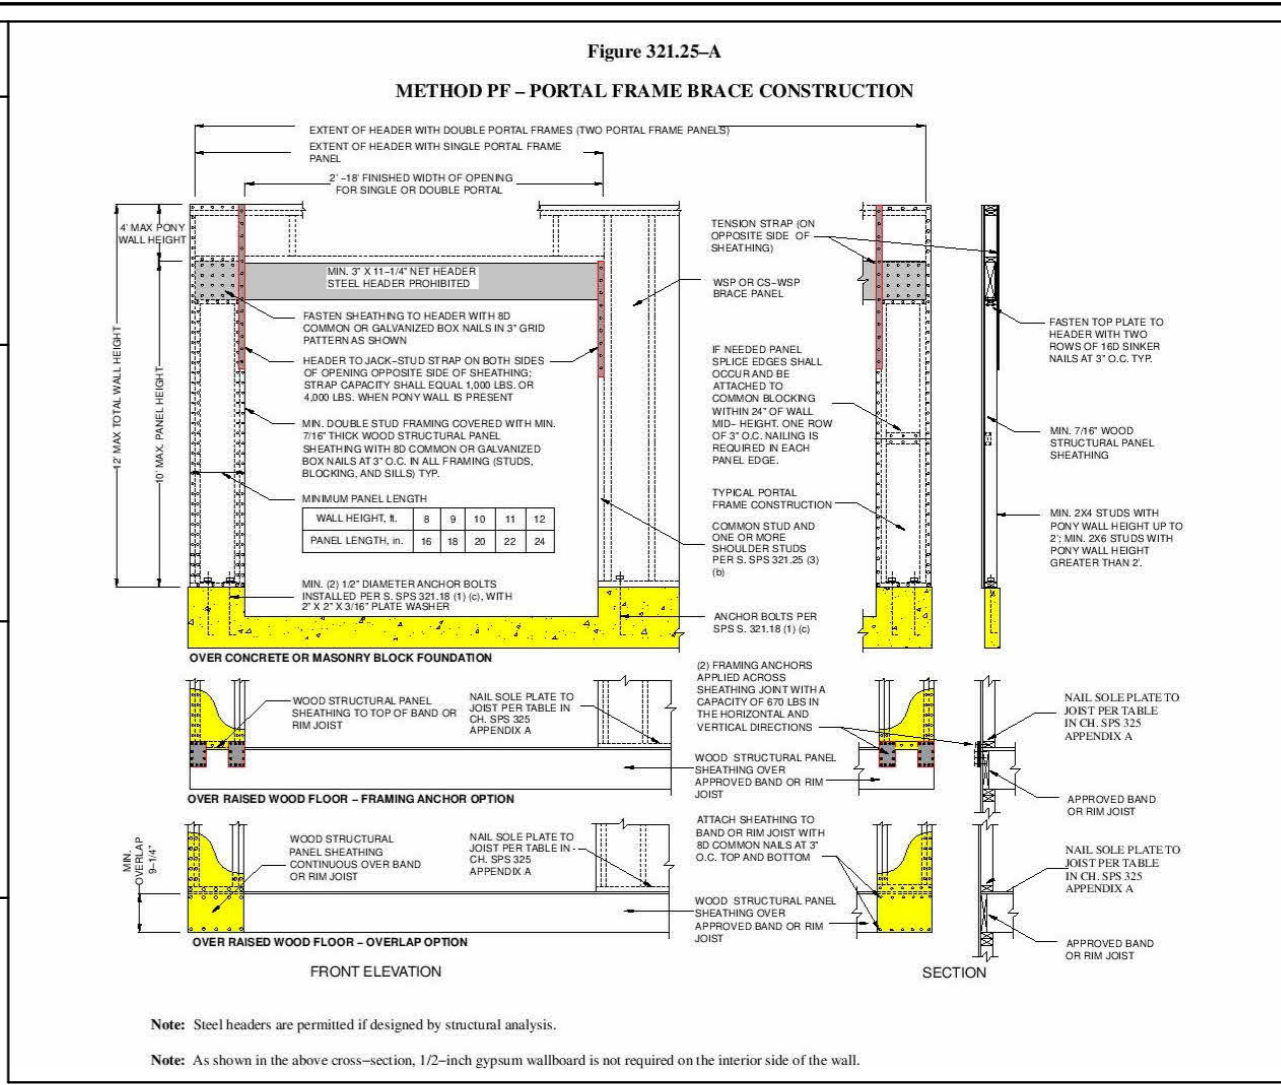 Figure 321.25–A
METHOD PF – PORTAL FRAME BRACE CONSTRUCTION
EXTENT OF HEADER WITH DOUBLE PORTAL FRAMES (TWO PORTAL FRAME PANELS)
EXTENT OF HEADER WITH SINGLE PORTAL FRAME
PANEL
2' –18' FINISHED WIDTH OF OPENING
FOR SINGLE OR DOUBLE PORTAL
4' MAX PONY
WALL HEIGHT
12' MAX TOTAL WALL HEIGHT
10' MAX. PANEL HEIGHT
MIN. 3" X 11–1/4" NET HEADER
STEEL HEADER PROHIBITED
FASTEN SHEATHING TO HEADER WITH 8D
COMMON OR GALVANIZED BOX NAILS IN 3" GRID
PATTERN AS SHOWN
HEADER TO JACK–STUD STRAP ON BOTH SIDES
OF OPENING OPPOSITE SIDE OF SHEATHING;
STRAP CAPACITY SHALL EQUAL 1,000 LBS. OR
4,000 LBS. WHEN PONY WALL IS PRESENT
MIN. DOUBLE STUD FRAMING COVERED WITH MIN.
7/16" THICK WOOD STRUCTURAL PANEL
SHEATHING WITH 8D COMMON OR GALVANIZED
BOX NAILS AT 3" O.C. IN ALL FRAMING (STUDS,
BLOCKING, AND SILLS) TYP.
MINIMUM PANEL LENGTH
WALL HEIGHT, ft. 8 9 10 11 12
PANEL LENGTH, in. 16 18 20 22 24
MIN. (2) 1/2" DIAMETER ANCHOR BOLTS
INSTALLED PER S. SPS 321.18 (1) (c), WITH
2" X 2" X 3/16" PLATE WASHER
TENSION STRAP (ON
OPPOSITE SIDE OF
SHEATHING)
WSP OR CS–WSP
BRACE PANEL
IF NEEDED PANEL
SPLICE EDGES SHALL
OCCUR AND BE
ATTACHED TO
COMMON BLOCKING
WITHIN 24" OF WALL
MID– HEIGHT. ONE ROW
OF 3" O.C. NAILING IS
REQUIRED IN EACH
PANEL EDGE.
TYPICAL PORTAL
FRAME CONSTRUCTION
COMMON STUD AND
ONE OR MORE
SHOULDER STUDS
PER S. SPS 321.25 (3)
(b)
ANCHOR BOLTS PER
SPS S. 321.18 (1) (c)
FASTEN TOP PLATE TO
HEADER WITH TWO
ROWS OF 16D SINKER
NAILS AT 3" O.C. TYP.
MIN. 7/16" WOOD
STRUCTURAL PANEL
SHEATHING
MIN. 2X4 STUDS WITH
PONY WALL HEIGHT UP TO
2'; MIN. 2X6 STUDS WITH
PONY WALL HEIGHT
GREATER THAN 2'.
OVER CONCRETE OR MASONRY BLOCK FOUNDATION
WOOD STRUCTURAL PANEL
SHEATHING TO TOP OF BAND OR
RIM JOIST
NAIL SOLE PLATE TO
JOIST PER TABLE
IN CH. SPS 325
APPENDIX A
(2) FRAMING ANCHORS
APPLIED ACROSS
SHEATHING JOINT WITH A
CAPACITY OF 670 LBS IN
THE HORIZONTAL AND
VERTICAL DIRECTIONS
WOOD STRUCTURAL PANEL
SHEATHING OVER
APPROVED BAND OR RIM
JOIST
NAIL SOLE PLATE TO
JOIST PER TABLE
IN CH. SPS 325
APPENDIX A
APPROVED BAND
OR RIM JOIST
OVER RAISED WOOD FLOOR – FRAMING ANCHOR OPTION
MIN.
OVERLAP
9–1/4"
WOOD STRUCTURAL
PANEL SHEATHING
CONTINUOUS OVER BAND
OR RIM JOIST
NAIL SOLE PLATE TO
JOIST PER TABLE IN
CH. SPS 325
APPENDIX A
ATTACH SHEATHING TO
BAND OR RIM JOIST WITH
8D COMMON NAILS AT 3"
O.C. TOP AND BOTTOM
WOOD STRUCTURAL PANEL
SHEATHING OVER
APPROVED BAND OR RIM
JOIST
NAIL SOLE PLATE TO
JOIST PER TABLE
IN CH. SPS 325
APPENDIX A
APPROVED BAND
OR RIM JOIST
OVER RAISED WOOD FLOOR – OVERLAP OPTION
FRONT ELEVATION
SECTION
Note: Steel headers are permitted if designed by structural analysis.
Note: As shown in the above cross–section, 1/2–inch gypsum wallboard is not required on the interior side of the wall.